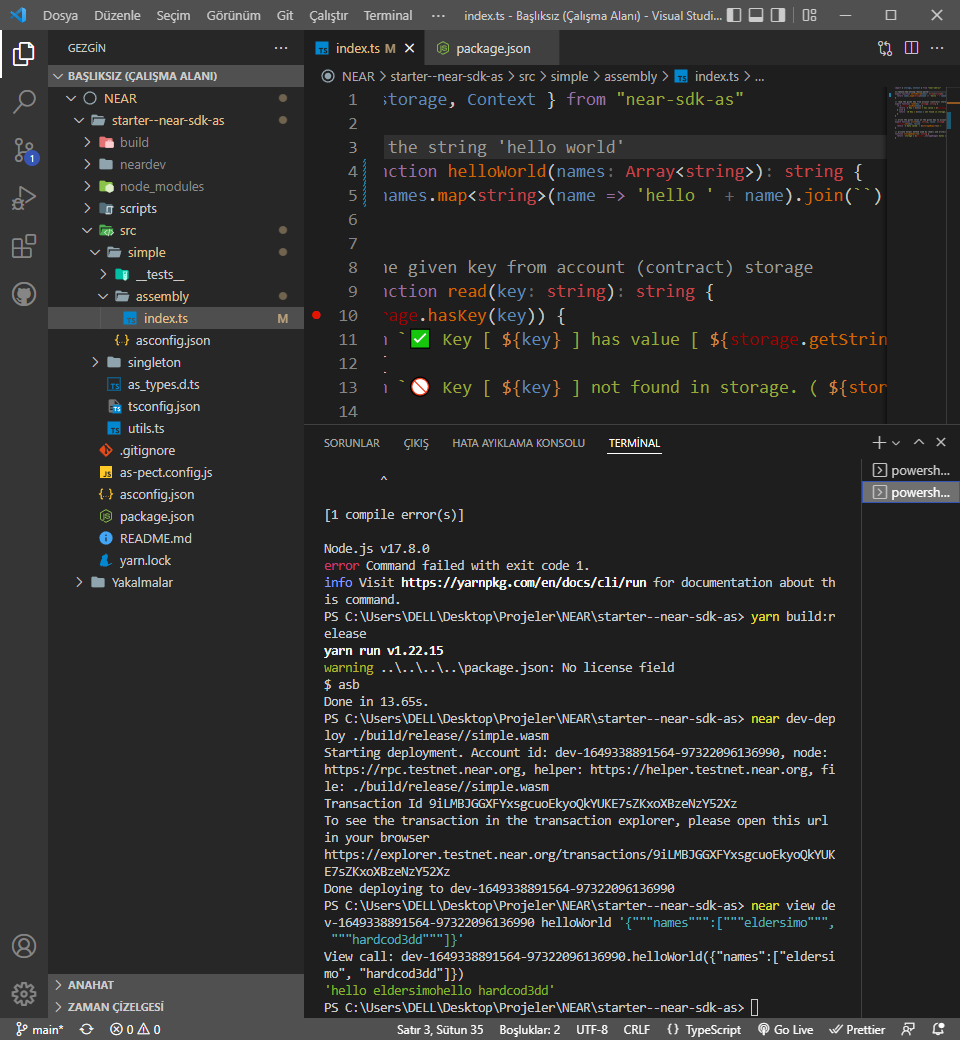 Dosya Düzenle Seçim Görünüm Git Çalıştır Terminal ··· index.ts - Başlıksız (Çalışma Alanı) - Visual Studi...
GEZGİN
BAŞLIKSIZ (ÇALIŞMA ALANI)
NEAR
starter--near-sdk-as
build
neardev
node_modules
scripts
src
simple
__tests__
assembly
index.ts M
asconfig.json
singleton
as_types.d.ts
tsconfig.json
utils.ts
.gitignore
as-pect.config.js
asconfig.json
package.json
README.md
yarn.lock
Yakalmalar
ANAHAT
ZAMAN ÇİZELGESİ
1
index.ts M
package.json
NEAR > starter--near-sdk-as > src > simple > assembly > index.ts > ...
1 storage, Context } from "near-sdk-as"
2
3 the string 'hello world'
4 nction helloWorld(names: Array<string>): string {
5 names.map<string>(name => 'hello ' + name).join(``)
6
7
8 he given key from account (contract) storage
9 nction read(key: string): string {
10 rage.hasKey(key)) {
11 n `✅ Key [ ${key} ] has value [ ${storage.getStrin
12
13 n `🚫 Key [ ${key} ] not found in storage. ( ${stor
14
SORUNLAR ÇIKIŞ HATA AYIKLAMA KONSOLU TERMİNAL
powersh...
powersh...
^
[1 compile error(s)]
Node.js v17.8.0
error Command failed with exit code 1.
info Visit https://yarnpkg.com/en/docs/cli/run for documentation about th
is command.
PS C:\Users\DELL\Desktop\Projeler\NEAR\starter--near-sdk-as> yarn build:r
elease
yarn run v1.22.15
warning ..\..\..\..\package.json: No license field
$ asb
Done in 13.65s.
PS C:\Users\DELL\Desktop\Projeler\NEAR\starter--near-sdk-as> near dev-dep
loy ./build/release//simple.wasm
Starting deployment. Account id: dev-1649338891564-97322096136990, node:
https://rpc.testnet.near.org, helper: https://helper.testnet.near.org, fi
le: ./build/release//simple.wasm
Transaction Id 9iLMBJGGXFYxsgcuoEkyoQkYUKE7sZKxoXBzeNzY52Xz
To see the transaction in the transaction explorer, please open this url
in your browser
https://explorer.testnet.near.org/transactions/9iLMBJGGXFYxsgcuoEkyoQkYUK
E7sZKxoXBzeNzY52Xz
Done deploying to dev-1649338891564-97322096136990
PS C:\Users\DELL\Desktop\Projeler\NEAR\starter--near-sdk-as> near view de
v-1649338891564-97322096136990 helloWorld '{"""names""":["""eldersimo""",
"""hardcod3dd"""]}'
View call: dev-1649338891564-97322096136990.helloWorld({"names":["eldersi
mo", "hardcod3dd"]})
'hello eldersimohello hardcod3dd'
PS C:\Users\DELL\Desktop\Projeler\NEAR\starter--near-sdk-as>
main* 0 0 Satır 3, Sütun 35 Boşluklar: 2 UTF-8 CRLF {} TypeScript Go Live Prettier